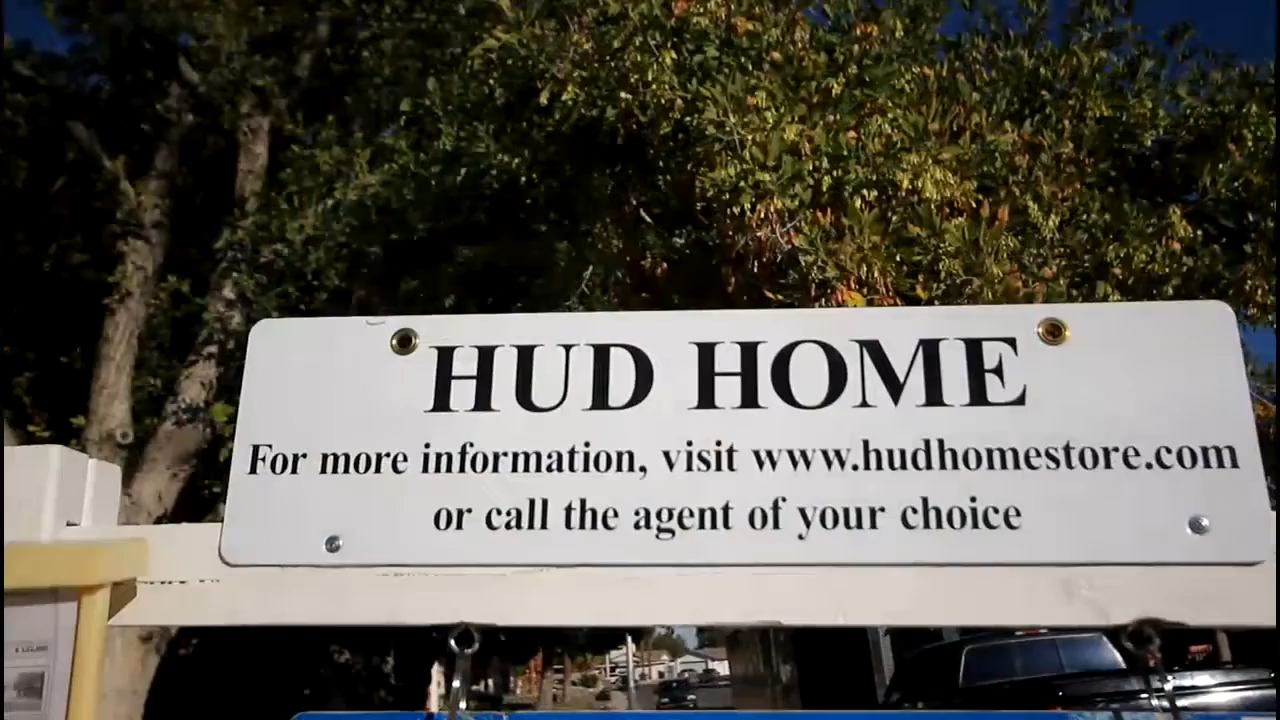 HUD HOME
For more information, visit www.hudhomestore.com
or call the agent of your choice